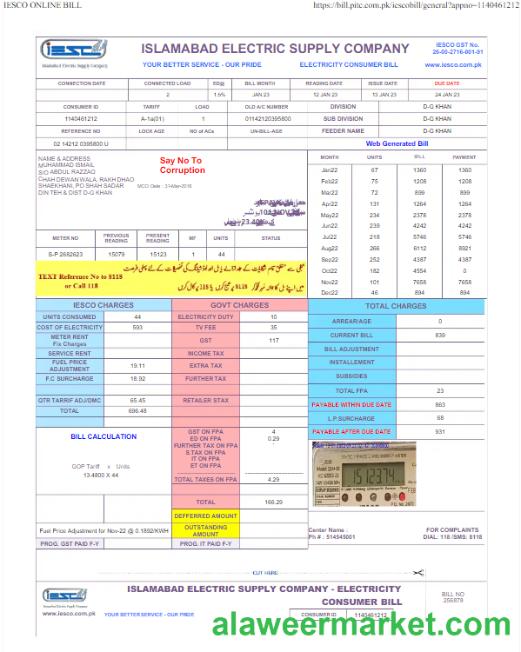 IESCO ONLINE BILL
https://bill.pitc.com.pk/iescobill/general?appno=1140461212
iesco
Islamabad Electric Supply Company
ISLAMABAD ELECTRIC SUPPLY COMPANY
YOUR BETTER SERVICE - OUR PRIDE
ELECTRICITY CONSUMER BILL
IESCO GST No.
26-00-2716-001-91
www.iesco.com.pk
CONNECTION DATE CONNECTED LOAD ED@ BILL MONTH READING DATE ISSUE DATE DUE DATE
2 1.5% JAN 23 12 JAN 23 13 JAN 23 24 JAN 23
CONSUMER ID TARIFF LOAD OLD A/C NUMBER DIVISION D-G KHAN
1140461212 A-1a(01) 1 01142120395800 SUB DIVISION D-G KHAN
REFERENCE NO LOCK AGE NO of ACs UN-BILL-AGE FEEDER NAME D-G KHAN
02 14212 0395800 U
Web Generated Bill
NAME & ADDRESS
MUHAMMAD ISMAIL
S/O ABDUL RAZZAQ
CHAH DEWAN WALA, RAKH DHAO
SHAEKHANI, PO SHAH SADAR
DIN TEH & DIST D-G KHAN
Say No To
Corruption
MCO Date : 31-Mar-2016
MONTH UNITS BILL PAYMENT
Jan22 67 1360 1360
Feb22 75 1208 1208
Mar22 72 899 899
Apr22 131 1264 1264
May22 234 2378 2378
Jun22 239 4242 4242
Jul22 218 5746 5746
Aug22 266 6112 8921
Sep22 252 4387 4387
Oct22 182 4554 0
Nov22 101 7658 7658
Dec22 46 894 894
METER NO PREVIOUS READING PRESENT READING MF UNITS STATUS
S-P 2682623 15079 15123 1 44
TEXT Reference No to 8118
or Call 118
IESCO CHARGES
GOVT CHARGES
TOTAL CHARGES
UNITS CONSUMED 44
COST OF ELECTRICITY 593
METER RENT
Fix Charges
SERVICE RENT
FUEL PRICE ADJUSTMENT 19.11
F.C SURCHARGE 18.92
QTR TARRIF ADJ/DMC 65.45
TOTAL 696.48
ELECTRICITY DUTY 10
TV FEE 35
GST 117
INCOME TAX
EXTRA TAX
FURTHER TAX
RETAILER STAX
ARREAR/AGE 0
CURRENT BILL 839
BILL ADJUSTMENT
INSTALLEMENT
SUBSIDIES
TOTAL FPA 23
PAYABLE WITHIN DUE DATE 863
L.P.SURCHARGE 68
PAYABLE AFTER DUE DATE 931
BILL CALCULATION
GOP Tariff x Units
13.4800 X 44
GST ON FPA 4
ED ON FPA 0.29
FURTHER TAX ON FPA
S.TAX ON FPA
IT ON FPA
ET ON FPA
TOTAL TAXES ON FPA 4.29
TOTAL 166.29
DEFFERRED AMOUNT
OUTSTANDING AMOUNT
Fuel Price Adjustment for Nov-22 @ 0.1892/KWH
PROG. GST PAID F-Y
PROG. IT PAID F-Y
Center Name :
Ph # : 514545001
FOR COMPLAINTS
DIAL: 118 /SMS: 8118
CUT HERE
iesco
Islamabad Electric Supply Company
www.iesco.com.pk
ISLAMABAD ELECTRIC SUPPLY COMPANY - ELECTRICITY
CONSUMER BILL
YOUR BETTER SERVICE - OUR PRIDE
CONSUMER ID 1140461212
BILL NO
256879
alaweermarket.com